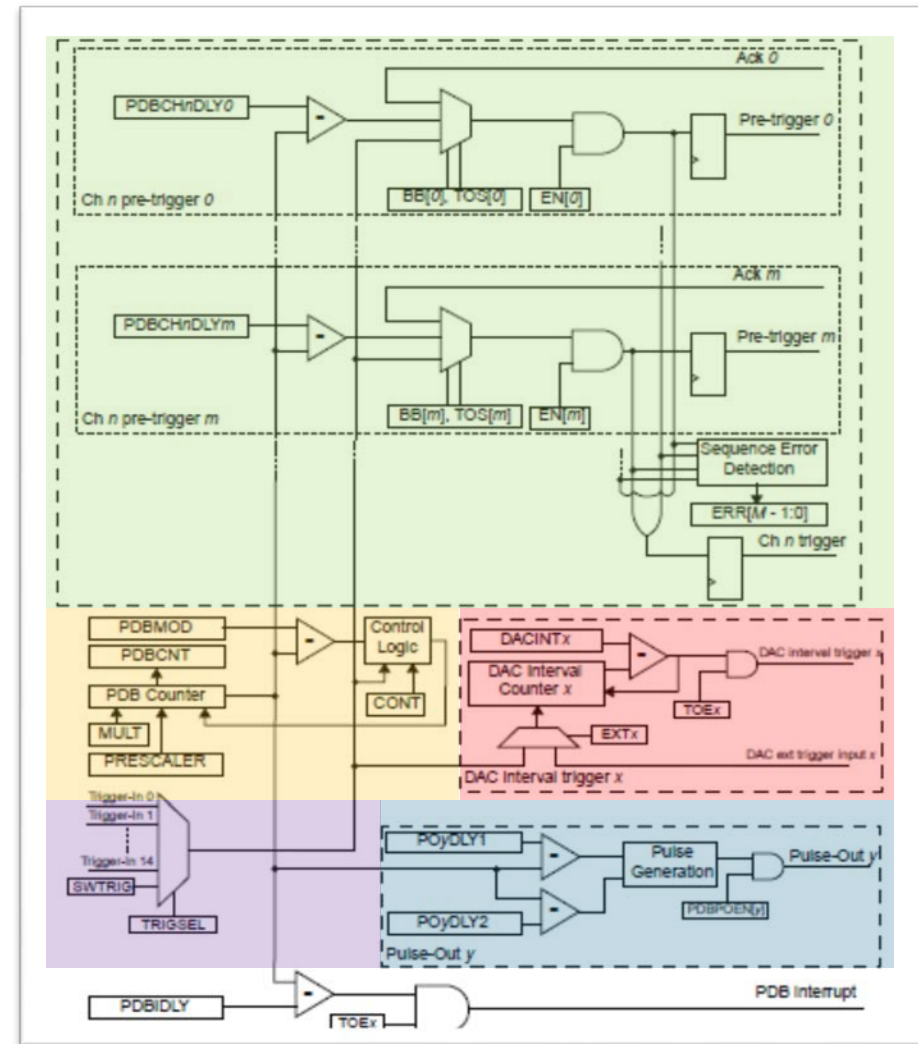 Ack 0
PDBCHnDLY0
=
Pre-trigger 0
BB[0], TOS[0]
EN[0]
Ch n pre-trigger 0
Ack m
PDBCHnDLYm
=
Pre-trigger m
BB[m], TOS[m]
EN[m]
Ch n pre-trigger m
Sequence Error
Detection
ERR[M - 1:0]
Ch n trigger
PDBMOD
=
Control
Logic
PDBCNT
PDB Counter
CONT
MULT
PRESCALER
DACINTx
=
DAC interval trigger x
DAC Interval
Counter x
TOEx
EXTx
DAC ext trigger input x
DAC interval trigger x
Trigger-In 0
Trigger-In 1
Trigger-In 14
SWTRIG
TRIGSEL
POyDLY1
=
Pulse
Generation
Pulse-Out y
PDBPOEN[y]
POyDLY2
=
Pulse-Out y
PDBIDLY
=
PDB Interrupt
TOEx